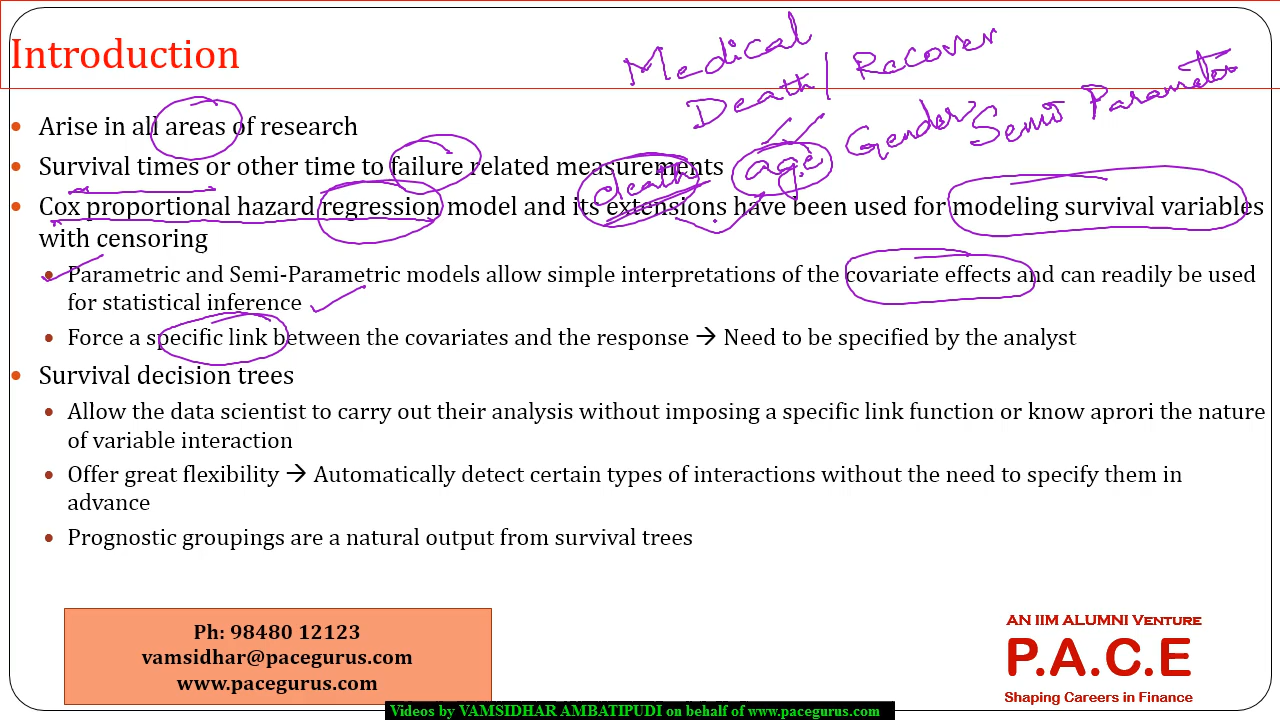 Introduction
Medical
Death / Recover
age Gender Semi Parametric
death
• Arise in all areas of research
• Survival times or other time to failure related measurements
• Cox proportional hazard regression model and its extensions have been used for modeling survival variables
with censoring
• Parametric and Semi-Parametric models allow simple interpretations of the covariate effects and can readily be used
for statistical inference
• Force a specific link between the covariates and the response → Need to be specified by the analyst
• Survival decision trees
• Allow the data scientist to carry out their analysis without imposing a specific link function or know aprori the nature
of variable interaction
• Offer great flexibility → Automatically detect certain types of interactions without the need to specify them in
advance
• Prognostic groupings are a natural output from survival trees
Ph: 98480 12123
vamsidhar@pacegurus.com
www.pacegurus.com
AN IIM ALUMNI VENTURE
P.A.C.E
Shaping Careers in Finance
Videos by VAMSIDHAR AMBATIPUDI on behalf of www.pacegurus.com